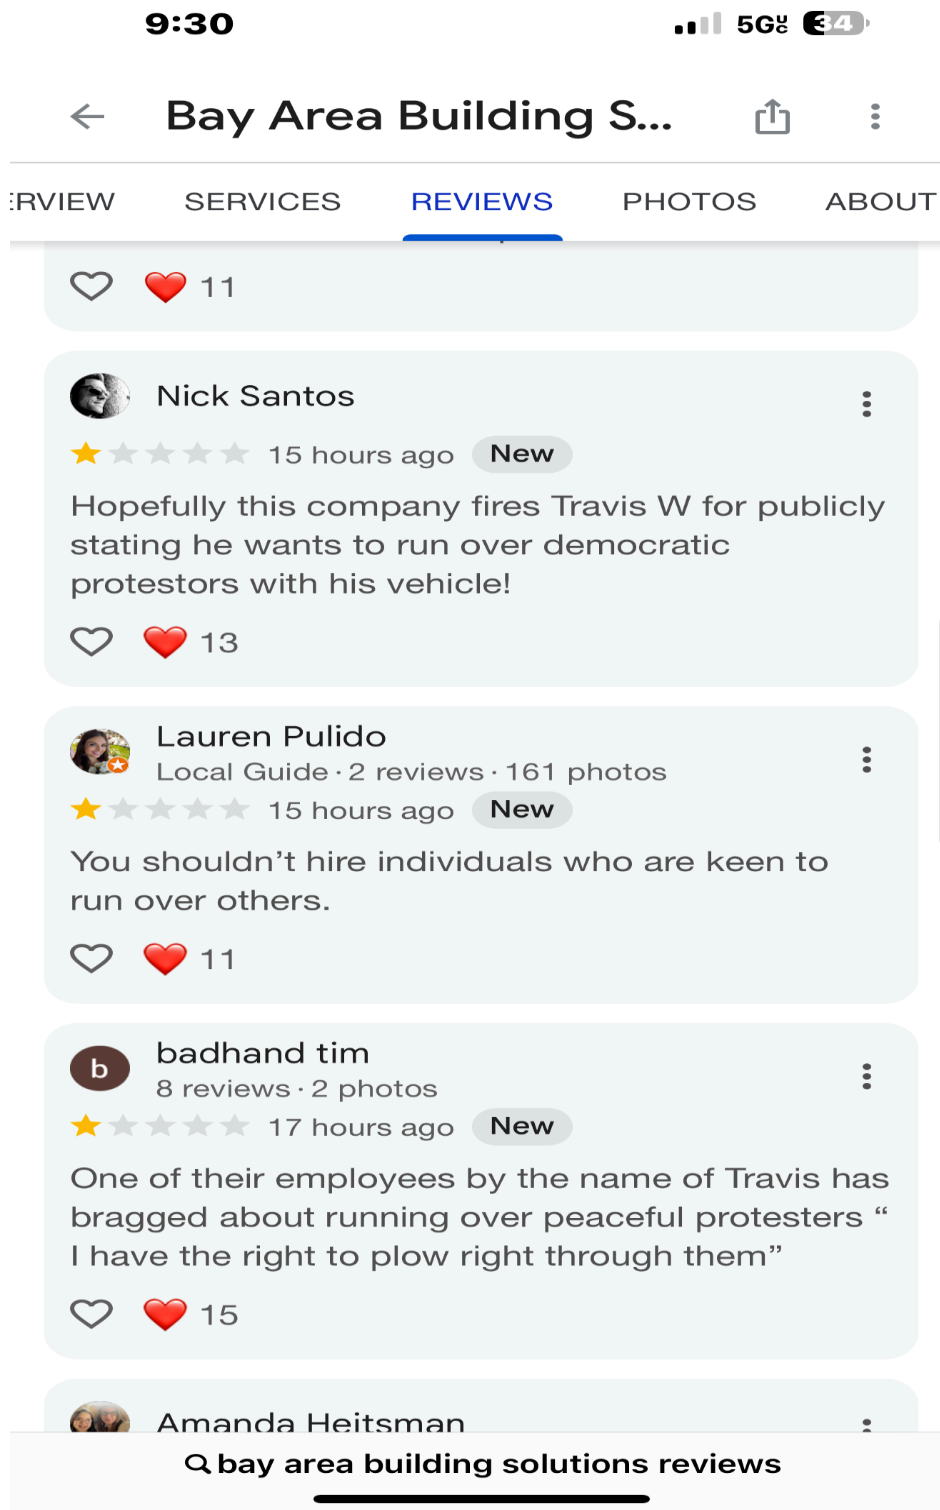 9:30 5G 34
Bay Area Building S...
ERVIEW SERVICES REVIEWS PHOTOS ABOUT
11
Nick Santos
15 hours ago New
Hopefully this company fires Travis W for publicly
stating he wants to run over democratic
protestors with his vehicle!
13
Lauren Pulido
Local Guide · 2 reviews · 161 photos
15 hours ago New
You shouldn’t hire individuals who are keen to
run over others.
11
b
badhand tim
8 reviews · 2 photos
17 hours ago New
One of their employees by the name of Travis has
bragged about running over peaceful protesters “
I have the right to plow right through them”
15
Amanda Heitsman
bay area building solutions reviews